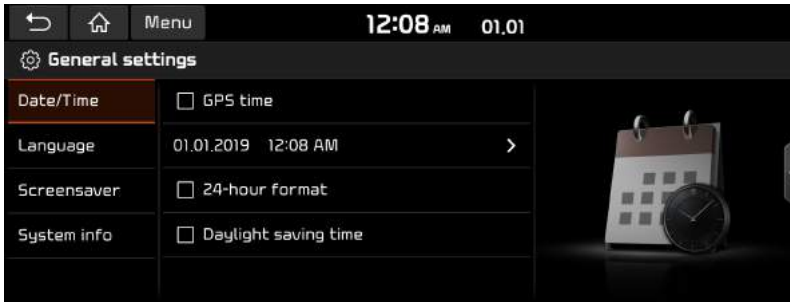 Menu 12:08 AM 01.01
General settings
Date/Time GPS time
Language 01.01.2019 12:08 AM
Screensaver 24-hour format
System info Daylight saving time